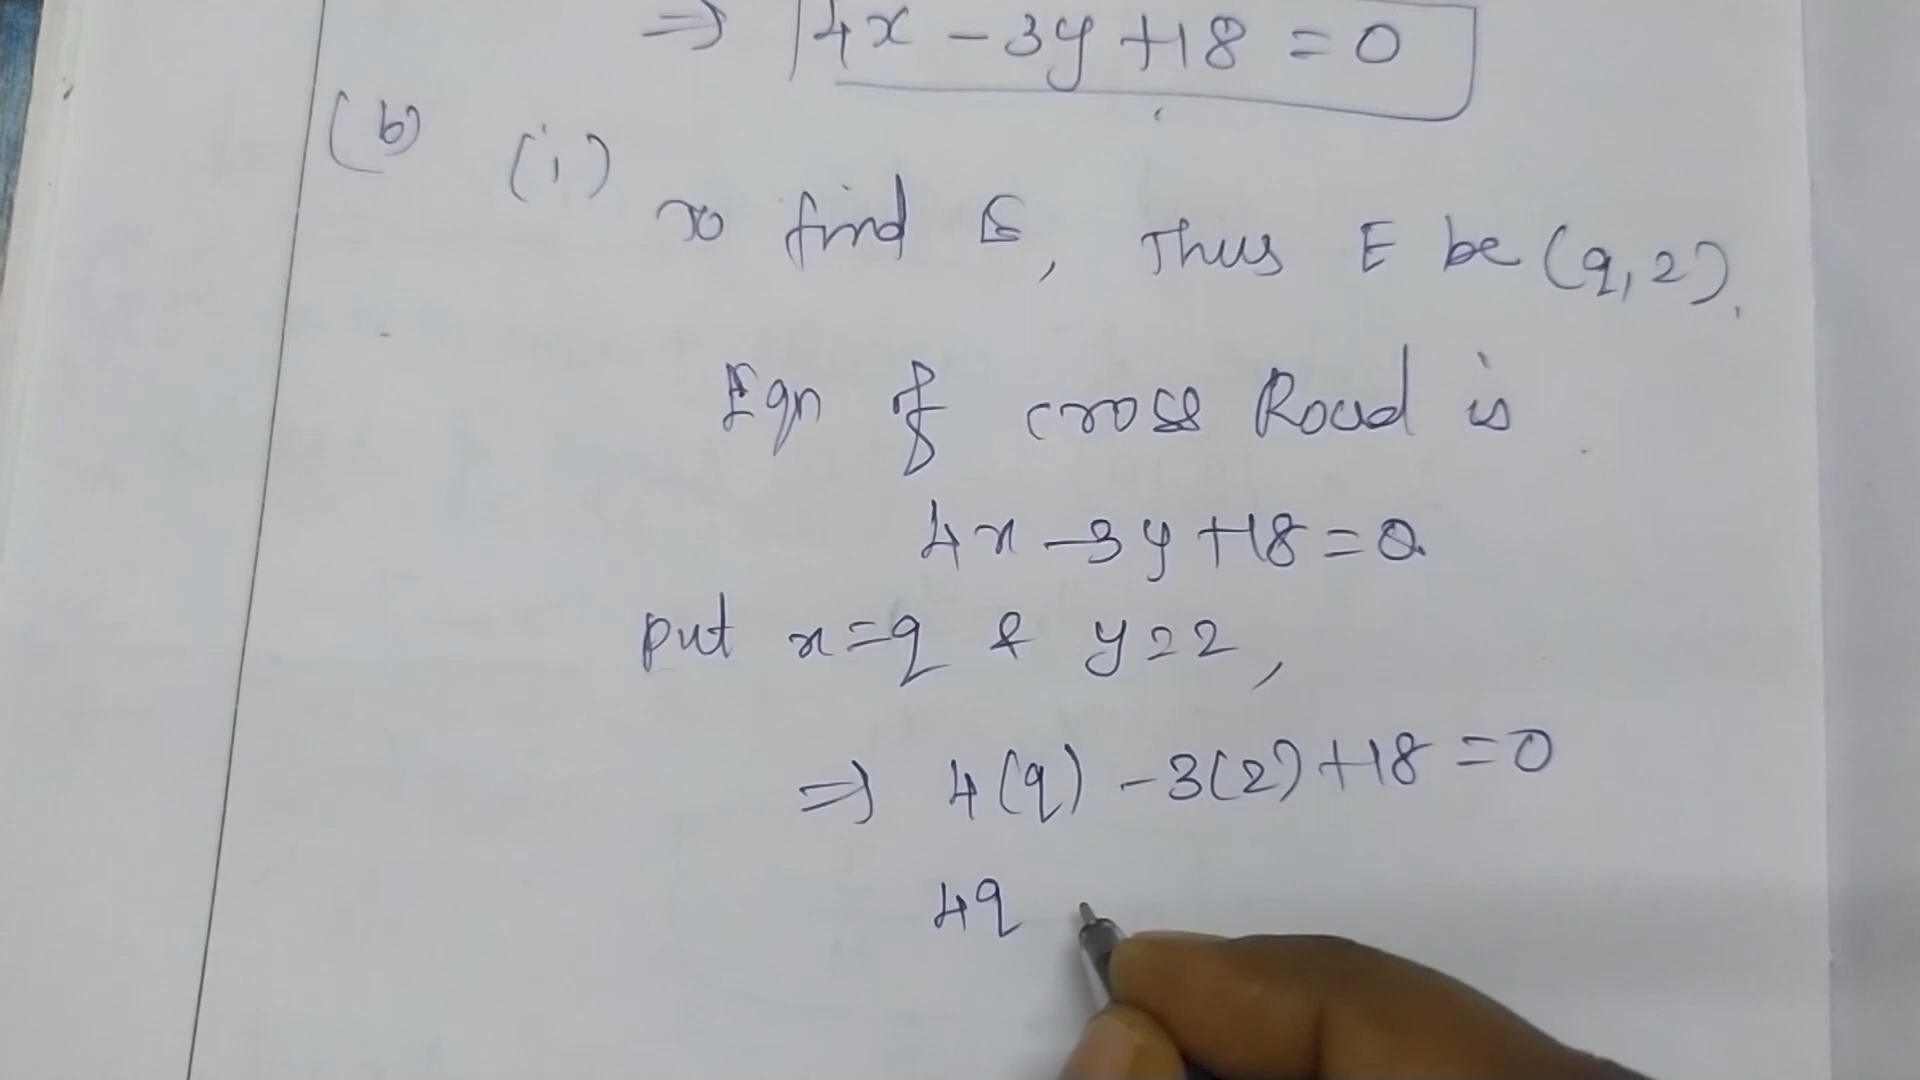 ⇒ 4x - 3y + 18 = 0
(b) (i)
To find E, Thus E be (q, 2).
Eqn of cross Road is
4x - 3y + 18 = 0.
put x = q & y = 2,
⇒ 4(q) - 3(2) + 18 = 0
4q